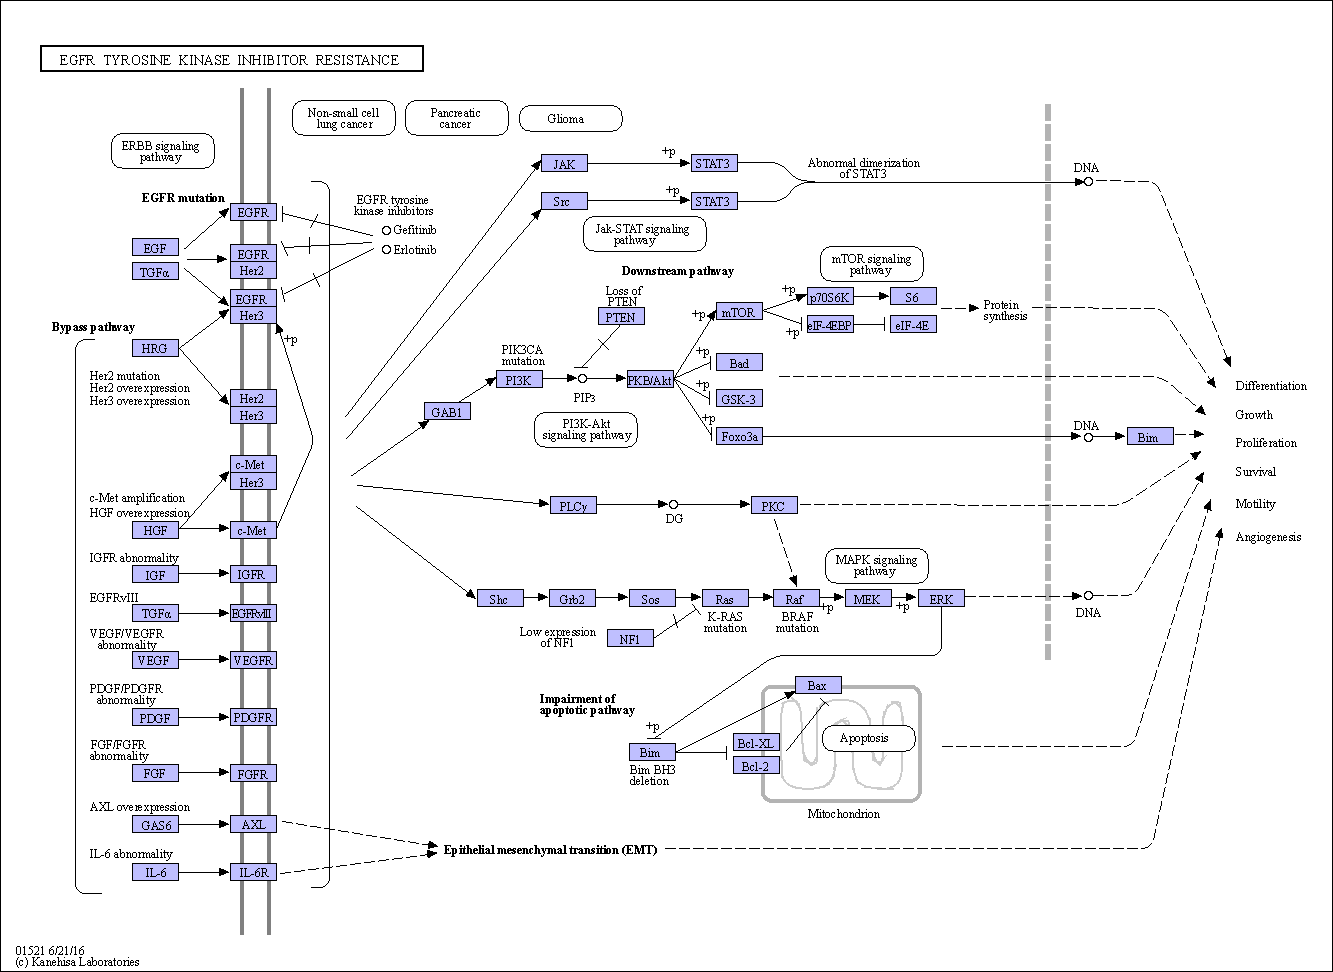 EGFR TYROSINE KINASE INHIBITOR RESISTANCE
Non-small cell
lung cancer
Pancreatic
cancer
Glioma
ERBB signaling
pathway
EGFR mutation
EGF
TGFα
EGFR
EGFR
Her2
EGFR
Her3
+p
EGFR tyrosine
kinase inhibitors
Gefitinib
Erlotinib
Bypass pathway
HRG
Her2 mutation
Her2 overexpression
Her3 overexpression
Her2
Her3
c-Met
Her3
c-Met amplification
HGF overexpression
HGF
c-Met
IGFR abnormality
IGF
IGFR
EGFRvIII
TGFα
EGFRvIII
VEGF/VEGFR
abnormality
VEGF
VEGFR
PDGF/PDGFR
abnormality
PDGF
PDGFR
FGF/FGFR
abnormality
FGF
FGFR
AXL overexpression
GAS6
AXL
IL-6 abnormality
IL-6
IL-6R
JAK
+p
STAT3
Src
+p
STAT3
Abnormal dimerization
of STAT3
DNA
Jak-STAT signaling
pathway
Downstream pathway
mTOR signaling
pathway
Loss of
PTEN
PTEN
PIK3CA
mutation
GAB1
PI3K
PIP3
PKB/Akt
PI3K-Akt
signaling pathway
+p
mTOR
+p
p70S6K
S6
+p
eIF-4EBP
eIF-4E
Protein
synthesis
+p
Bad
+p
GSK-3
+p
Foxo3a
DNA
Bim
PLCγ
DG
PKC
MAPK signaling
pathway
Shc
Grb2
Sos
Ras
Raf
+p
MEK
+p
ERK
DNA
K-RAS
mutation
BRAF
mutation
Low expression
of NF1
NF1
Impairment of
apoptotic pathway
+p
Bim
Bim BH3
deletion
Bax
Bcl-XL
Bcl-2
Apoptosis
Mitochondrion
Epithelial mesenchymal transition (EMT)
Differentiation
Growth
Proliferation
Survival
Motility
Angiogenesis
01521 6/21/16
(c) Kanehisa Laboratories